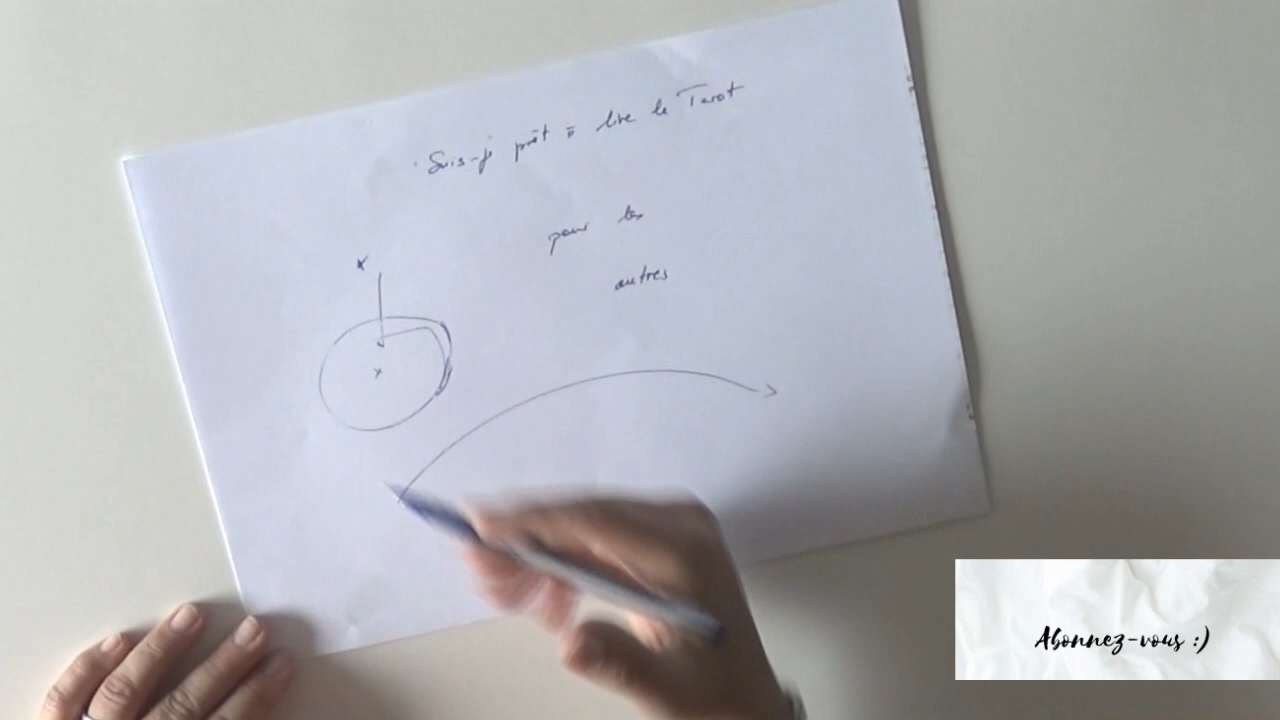 Suis-je prêt à lire le Tarot
pour les
autres
x
x
Abonnez-vous :)